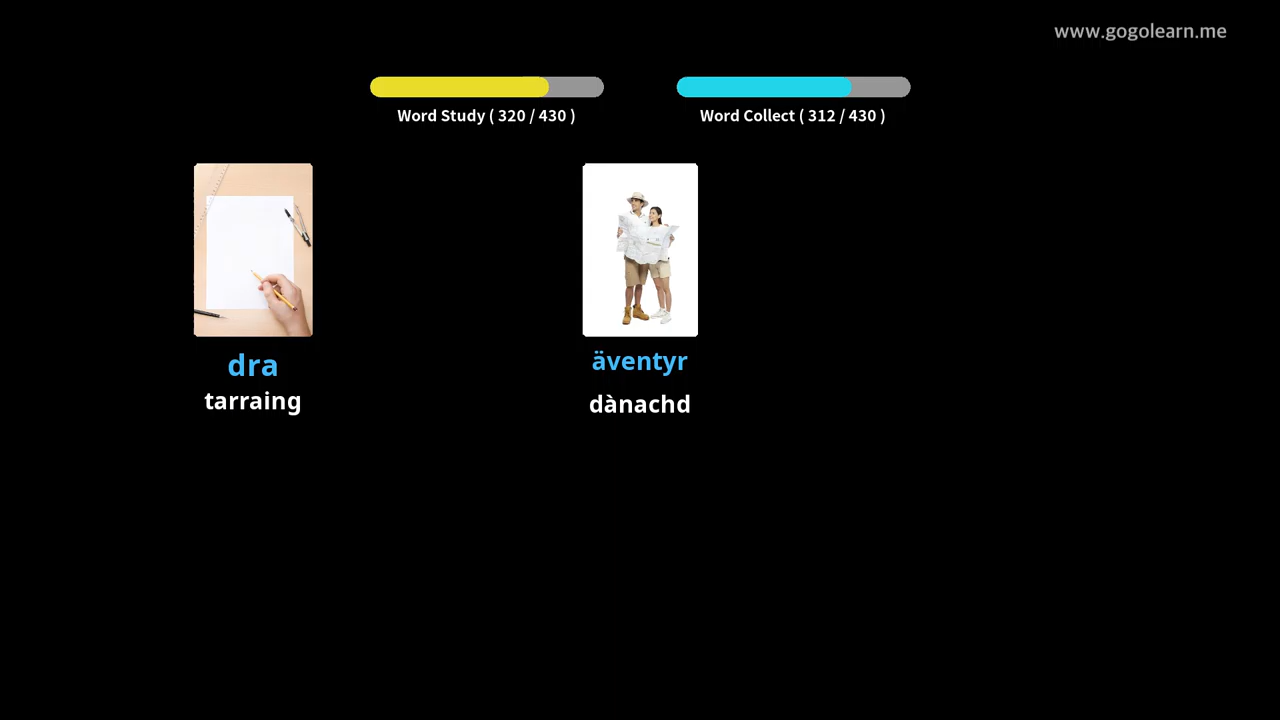 www.gogolearn.me
Word Study ( 320 / 430 )
Word Collect ( 312 / 430 )
dra
tarraing
äventyr
dànachd